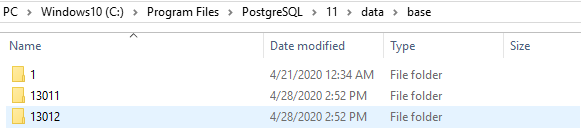 PC > Windows10 (C:) > Program Files > PostgreSQL > 11 > data > base
Name Date modified Type Size
1 4/21/2020 12:34 AM File folder
13011 4/28/2020 2:52 PM File folder
13012 4/28/2020 2:52 PM File folder